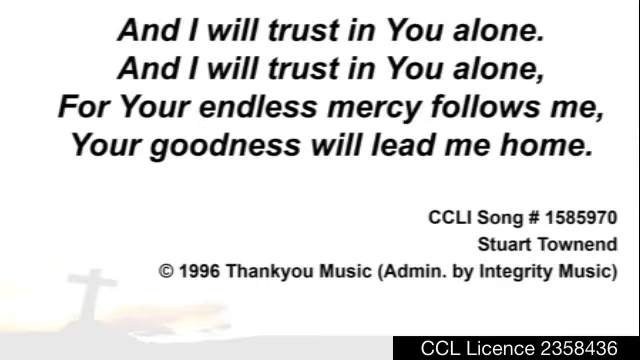 And I will trust in You alone.
And I will trust in You alone,
For Your endless mercy follows me,
Your goodness will lead me home.
CCLI Song # 1585970
Stuart Townend
© 1996 Thankyou Music (Admin. by Integrity Music)
CCL Licence 2358436